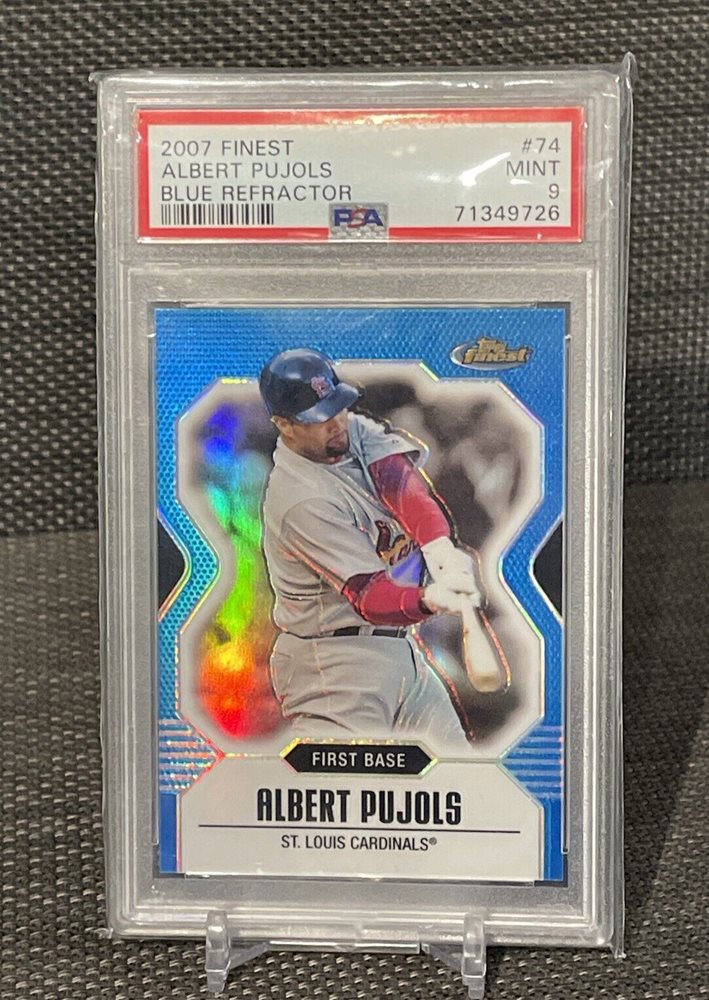 2007 FINEST #74
ALBERT PUJOLS MINT
BLUE REFRACTOR 9
PSA 71349726
Topps
finest
FIRST BASE
ALBERT PUJOLS
ST. LOUIS CARDINALS®